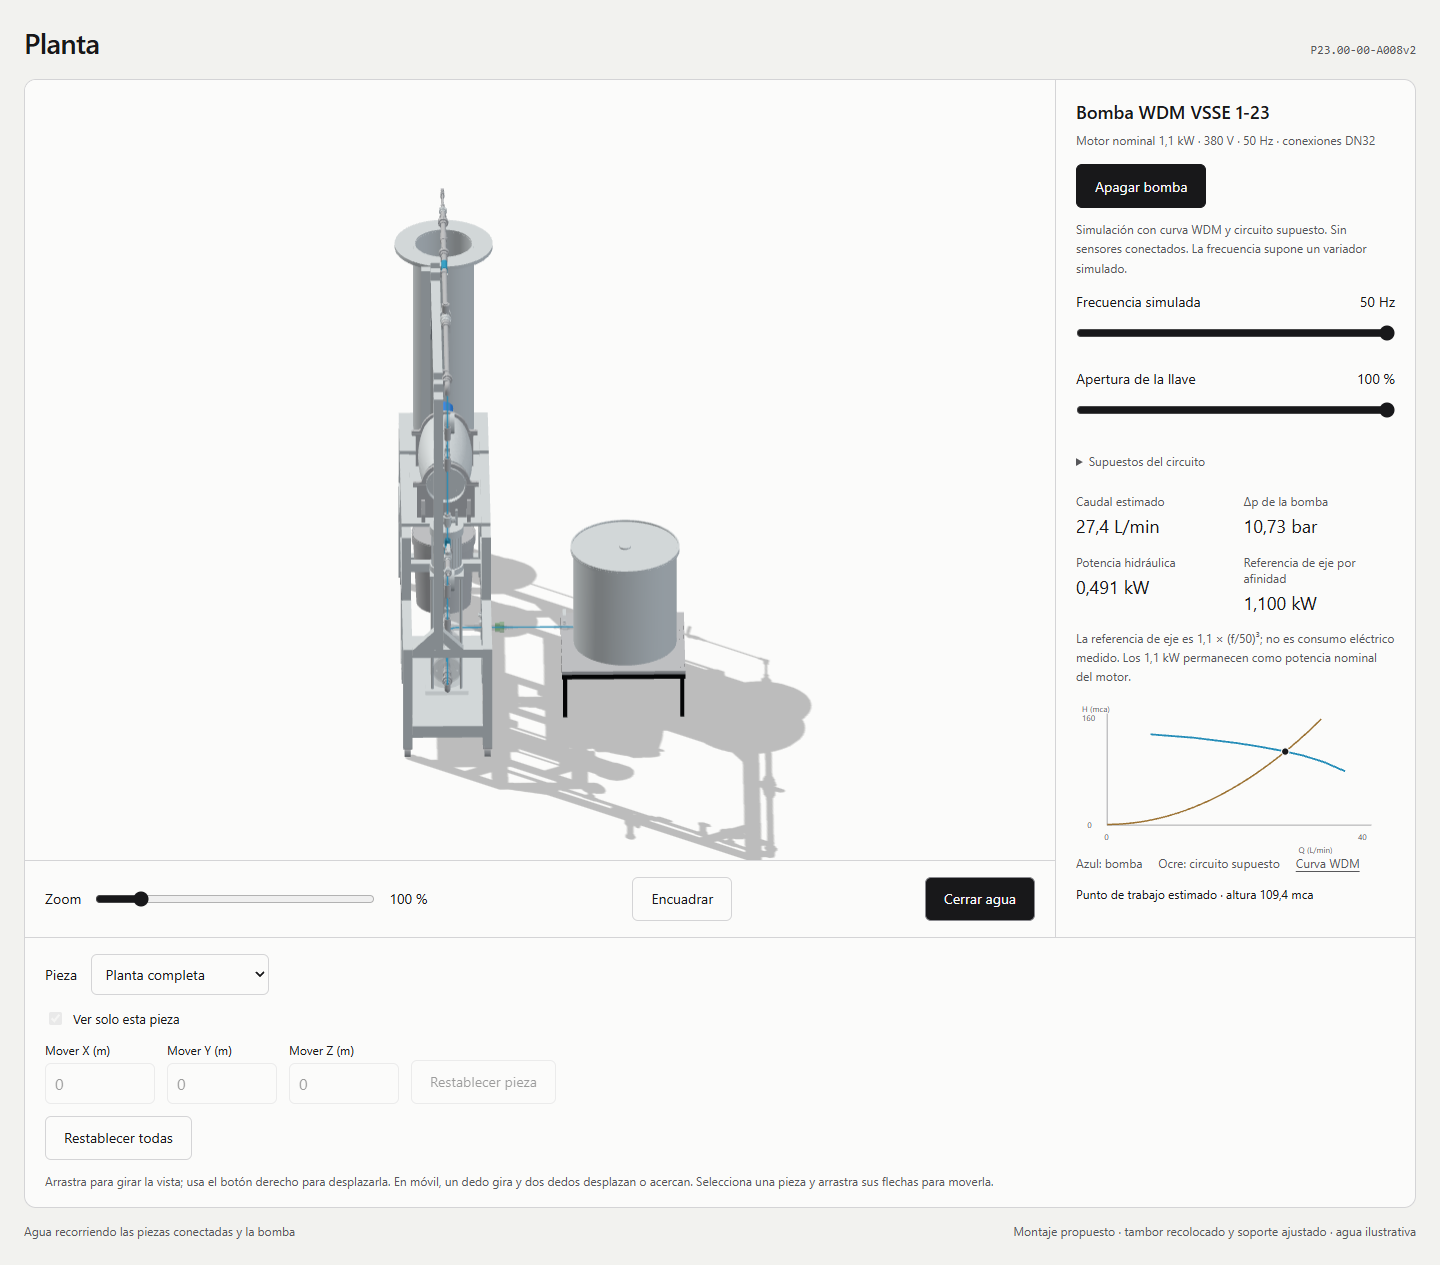 Planta
P23.00-00-A008v2
Bomba WDM VSSE 1-23
Motor nominal 1,1 kW · 380 V · 50 Hz · conexiones DN32
Apagar bomba
Simulación con curva WDM y circuito supuesto. Sin
sensores conectados. La frecuencia supone un variador
simulado.
Frecuencia simulada 50 Hz
Apertura de la llave 100 %
Supuestos del circuito
Caudal estimado
27,4 L/min
Δp de la bomba
10,73 bar
Potencia hidráulica
0,491 kW
Referencia de eje por
afinidad
1,100 kW
La referencia de eje es 1,1 × (f/50)³; no es consumo eléctrico
medido. Los 1,1 kW permanecen como potencia nominal
del motor.
H (mca)
160
0
0
40
Q (L/min)
Azul: bomba Ocre: circuito supuesto Curva WDM
Punto de trabajo estimado · altura 109,4 mca
Zoom 100 % Encuadrar Cerrar agua
Pieza Planta completa
Ver solo esta pieza
Mover X (m) Mover Y (m) Mover Z (m)
0 0 0 Restablecer pieza
Restablecer todas
Arrastra para girar la vista; usa el botón derecho para desplazarla. En móvil, un dedo gira y dos dedos desplazan o acercan. Selecciona una pieza y arrastra sus flechas para moverla.
Agua recorriendo las piezas conectadas y la bomba
Montaje propuesto · tambor recolocado y soporte ajustado · agua ilustrativa